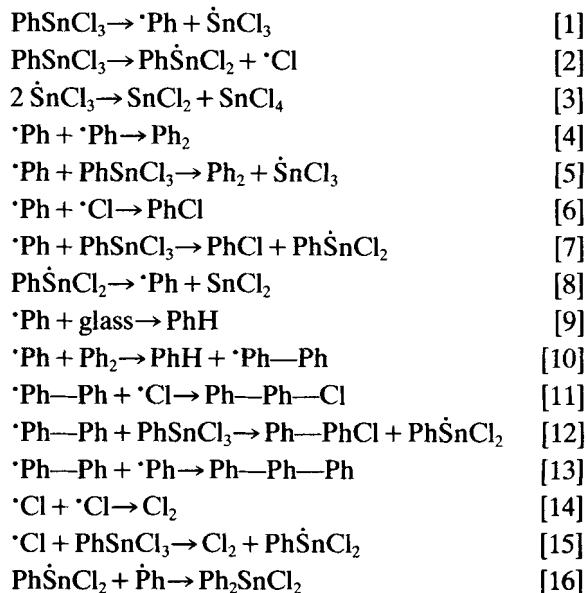 PhSnCl₃→˙Ph + ṠnCl₃ [1]
PhSnCl₃→PhṠnCl₂ + ˙Cl [2]
2 ṠnCl₃→SnCl₂ + SnCl₄ [3]
˙Ph + ˙Ph→Ph₂ [4]
˙Ph + PhSnCl₃→Ph₂ + ṠnCl₃ [5]
˙Ph + ˙Cl→PhCl [6]
˙Ph + PhSnCl₃→PhCl + PhṠnCl₂ [7]
PhṠnCl₂→˙Ph + SnCl₂ [8]
˙Ph + glass→PhH [9]
˙Ph + Ph₂→PhH + ˙Ph—Ph [10]
˙Ph—Ph + ˙Cl→Ph—Ph—Cl [11]
˙Ph—Ph + PhSnCl₃→Ph—PhCl + PhṠnCl₂ [12]
˙Ph—Ph + ˙Ph→Ph—Ph—Ph [13]
˙Cl + ˙Cl→Cl₂ [14]
˙Cl + PhSnCl₃→Cl₂ + PhṠnCl₂ [15]
PhṠnCl₂ + Ṗh→Ph₂SnCl₂ [16]